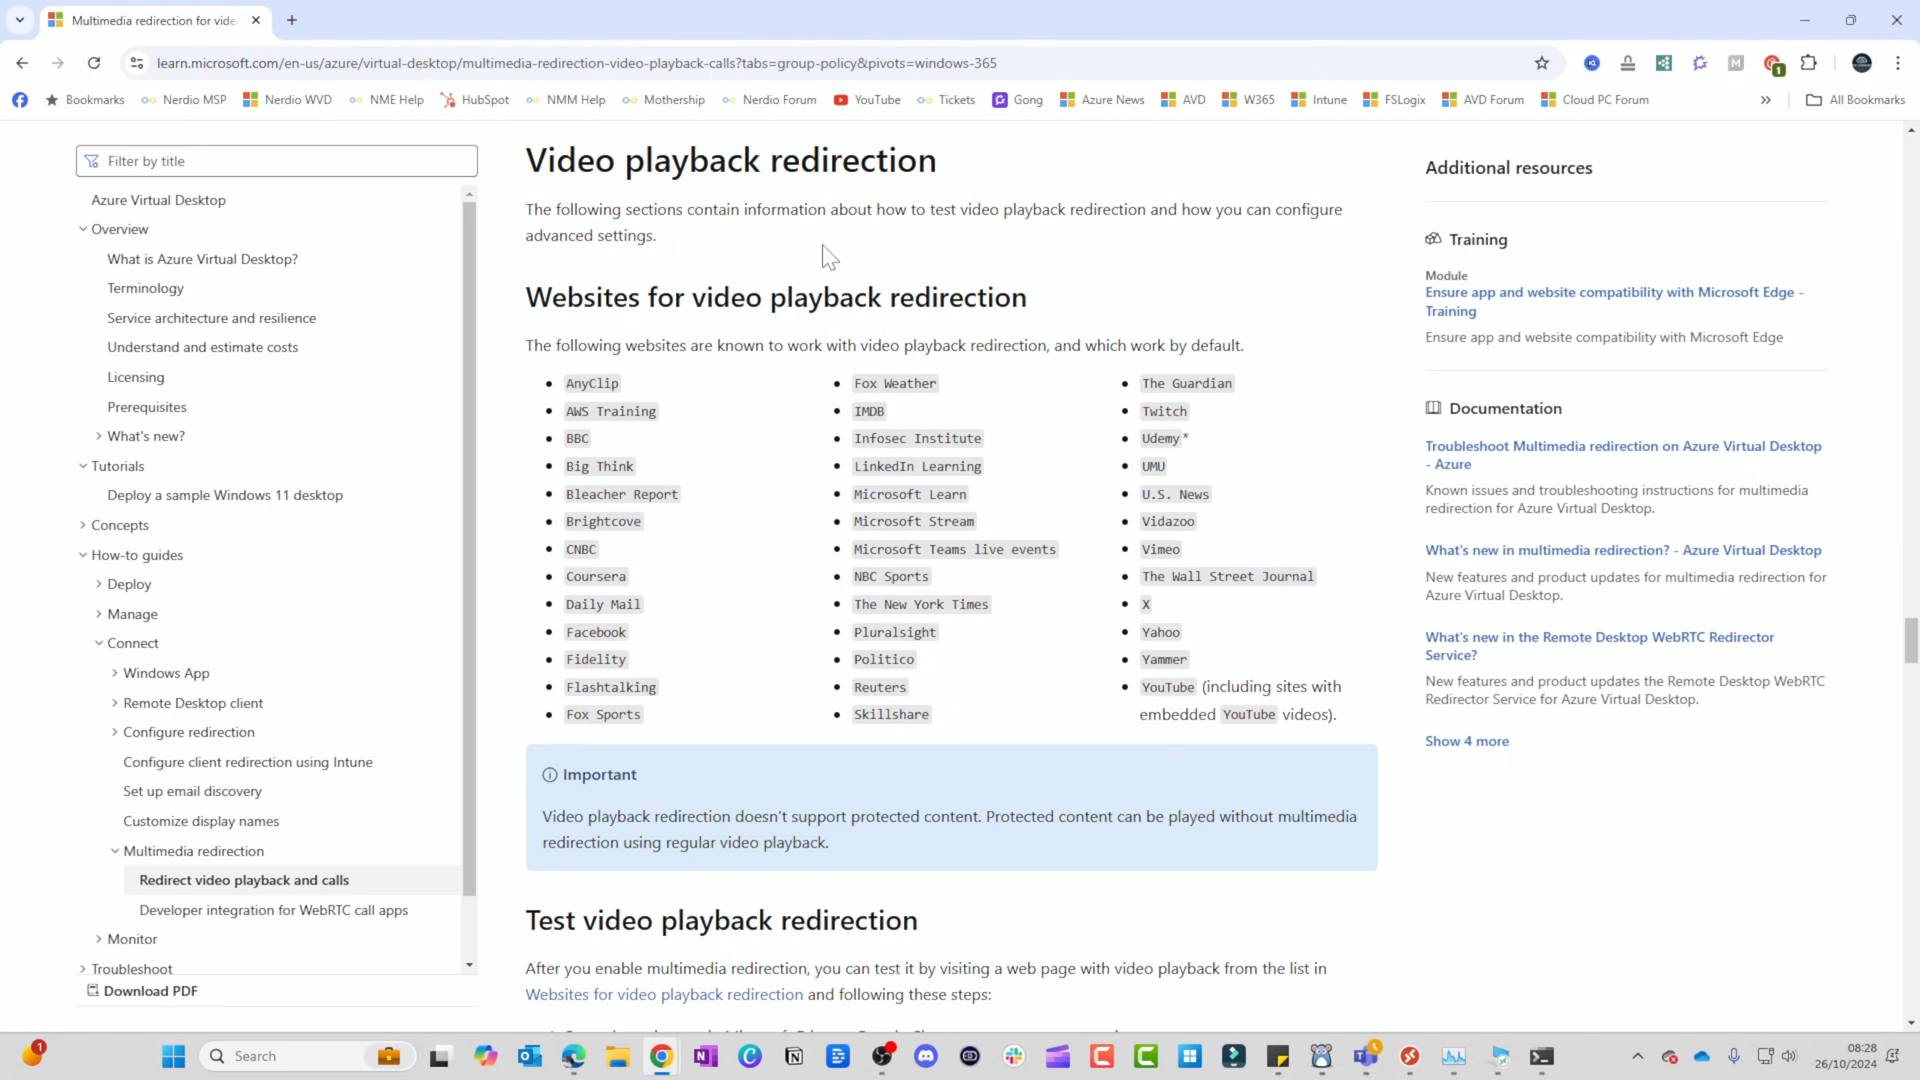 Multimedia redirection for vide
learn.microsoft.com/en-us/azure/virtual-desktop/multimedia-redirection-video-playback-calls?tabs=group-policy&pivots=windows-365
M
1
Bookmarks
Nerdio MSP
Nerdio WVD
NME Help
HubSpot
NMM Help
Mothership
Nerdio Forum
YouTube
Tickets
Gong
Azure News
AVD
W365
Intune
FSLogix
AVD Forum
Cloud PC Forum
All Bookmarks
Filter by title
Azure Virtual Desktop
Overview
What is Azure Virtual Desktop?
Terminology
Service architecture and resilience
Understand and estimate costs
Licensing
Prerequisites
What's new?
Tutorials
Deploy a sample Windows 11 desktop
Concepts
How-to guides
Deploy
Manage
Connect
Windows App
Remote Desktop client
Configure redirection
Configure client redirection using Intune
Set up email discovery
Customize display names
Multimedia redirection
Redirect video playback and calls
Developer integration for WebRTC call apps
Monitor
Troubleshoot
Download PDF
Video playback redirection
The following sections contain information about how to test video playback redirection and how you can configure
advanced settings.
Websites for video playback redirection
The following websites are known to work with video playback redirection, and which work by default.
AnyClip
AWS Training
BBC
Big Think
Bleacher Report
Brightcove
CNBC
Coursera
Daily Mail
Facebook
Fidelity
Flashtalking
Fox Sports
Fox Weather
IMDB
Infosec Institute
LinkedIn Learning
Microsoft Learn
Microsoft Stream
Microsoft Teams live events
NBC Sports
The New York Times
Pluralsight
Politico
Reuters
Skillshare
The Guardian
Twitch
Udemy*
UMU
U.S. News
Vidazoo
Vimeo
The Wall Street Journal
X
Yahoo
Yammer
YouTube (including sites with
embedded YouTube videos).
Important
Video playback redirection doesn't support protected content. Protected content can be played without multimedia
redirection using regular video playback.
Test video playback redirection
After you enable multimedia redirection, you can test it by visiting a web page with video playback from the list in
Websites for video playback redirection and following these steps:
Additional resources
Training
Module
Ensure app and website compatibility with Microsoft Edge -
Training
Ensure app and website compatibility with Microsoft Edge
Documentation
Troubleshoot Multimedia redirection on Azure Virtual Desktop
- Azure
Known issues and troubleshooting instructions for multimedia
redirection for Azure Virtual Desktop.
What's new in multimedia redirection? - Azure Virtual Desktop
New features and product updates for multimedia redirection for
Azure Virtual Desktop.
What's new in the Remote Desktop WebRTC Redirector
Service?
New features and product updates the Remote Desktop WebRTC
Redirector Service for Azure Virtual Desktop.
Show 4 more
1
Search
08:28
26/10/2024